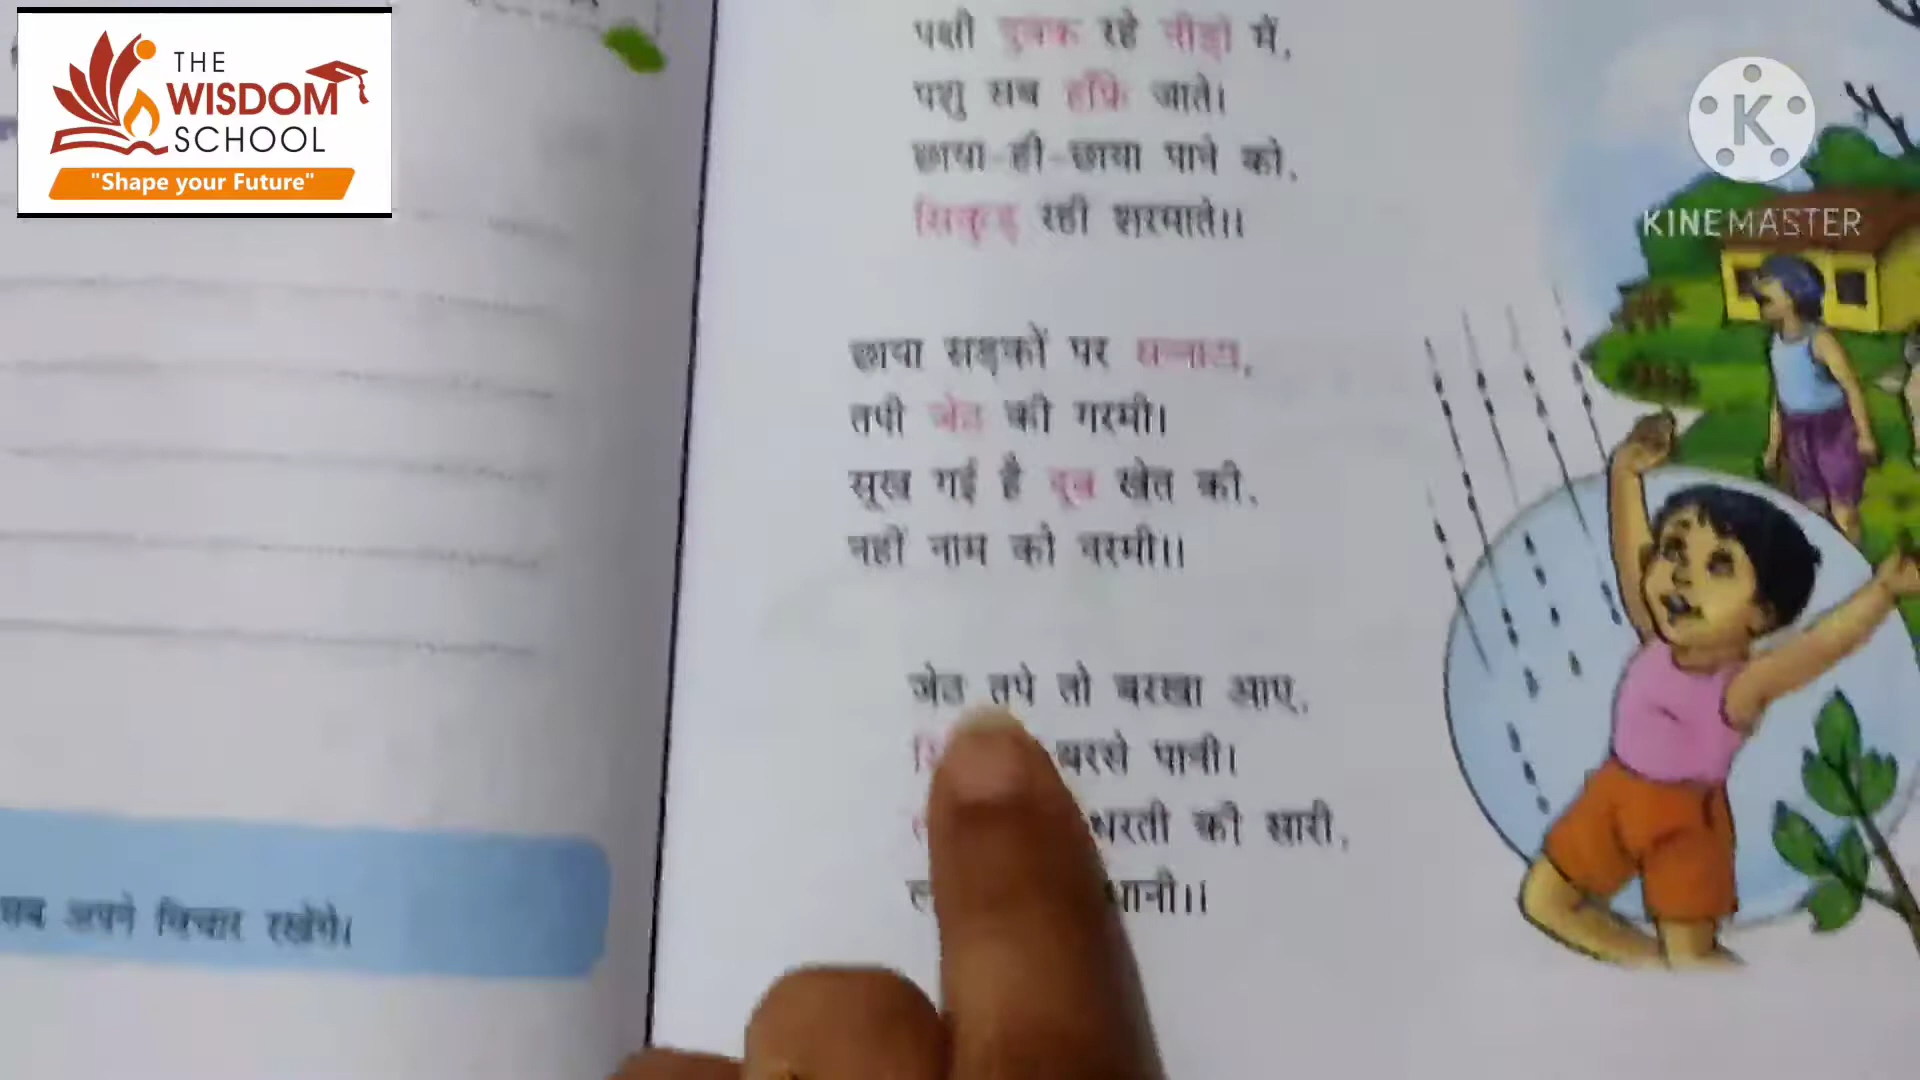 THE
WISDOM
SCHOOL
"Shape your Future"
K
KINEMASTER
सब अपने विचार रखेंगे।
पक्षी दुबक रहे नीड़ों में,
पशु सब हाँफे जाते।
छाया-ही-छाया पाने को,
सिकुड़ रही शरमाते।।
छाया सड़कों पर सन्नाटा,
तपी जेठ की गरमी।
सूख गई है दूब खेत की,
नहीं नाम को नरमी।।
जेठ तपे तो बरखा आए,
बरसे पानी।
धरती की सारी,